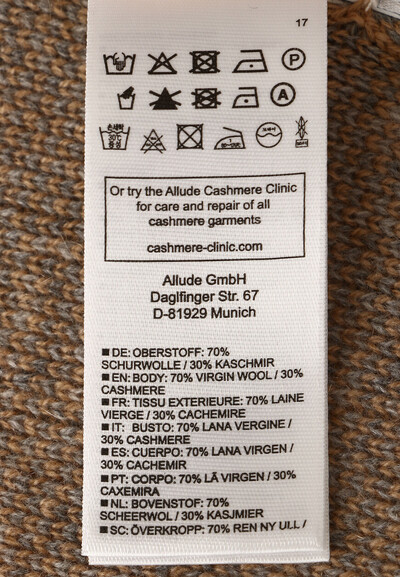 17
P
A
30℃
Or try the Allude Cashmere Clinic
for care and repair of all
cashmere garments
cashmere-clinic.com
Allude GmbH
Daglfinger Str. 67
D-81929 Munich
■ DE: OBERSTOFF: 70%
SCHURWOLLE / 30% KASCHMIR
■ EN: BODY: 70% VIRGIN WOOL / 30%
CASHMERE
■ FR: TISSU EXTERIEURE: 70% LAINE
VIERGE / 30% CACHEMIRE
■ IT: BUSTO: 70% LANA VERGINE /
30% CASHMERE
■ ES: CUERPO: 70% LANA VIRGEN /
30% CACHEMIR
■ PT: CORPO: 70% LÃ VIRGEN / 30%
CAXEMIRA
■ NL: BOVENSTOF: 70%
SCHEERWOL / 30% KASJMIR
■ SC: ÖVERKROPP: 70% REN NY ULL /